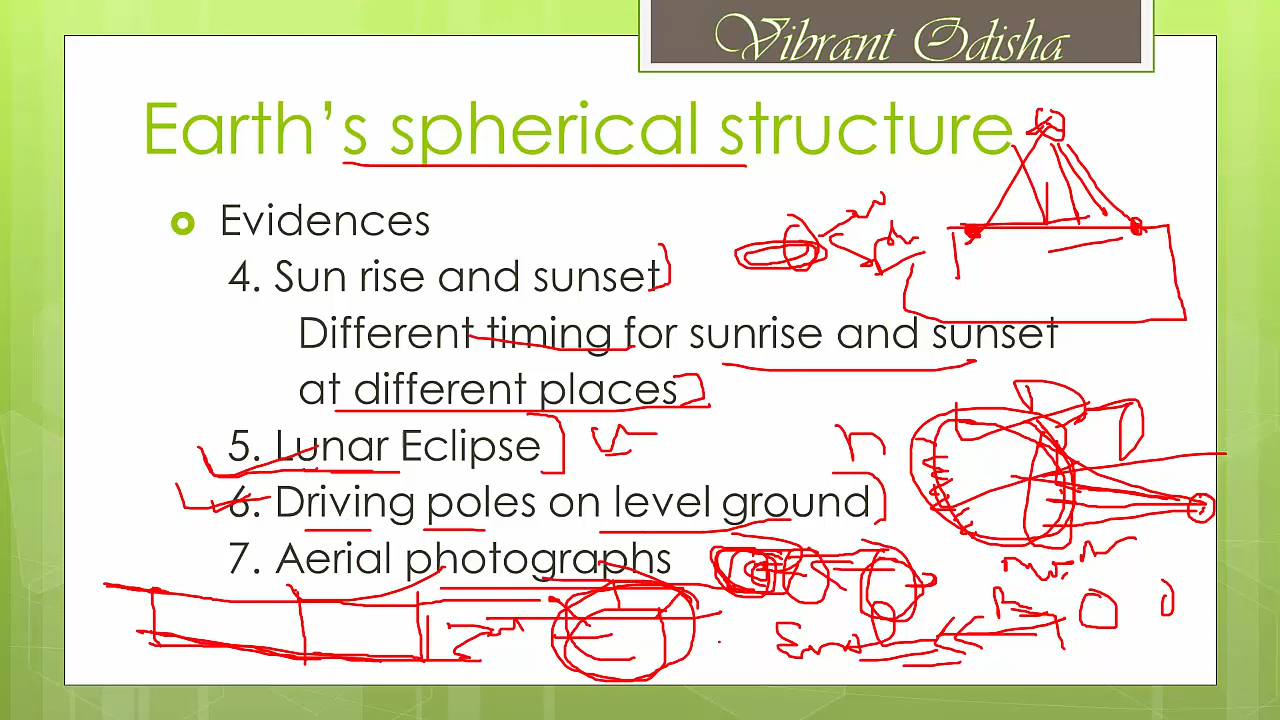 Vibrant Odisha
Earth's spherical structure
Evidences
4. Sun rise and sunset
Different timing for sunrise and sunset
at different places
5. Lunar Eclipse
6. Driving poles on level ground
7. Aerial photographs